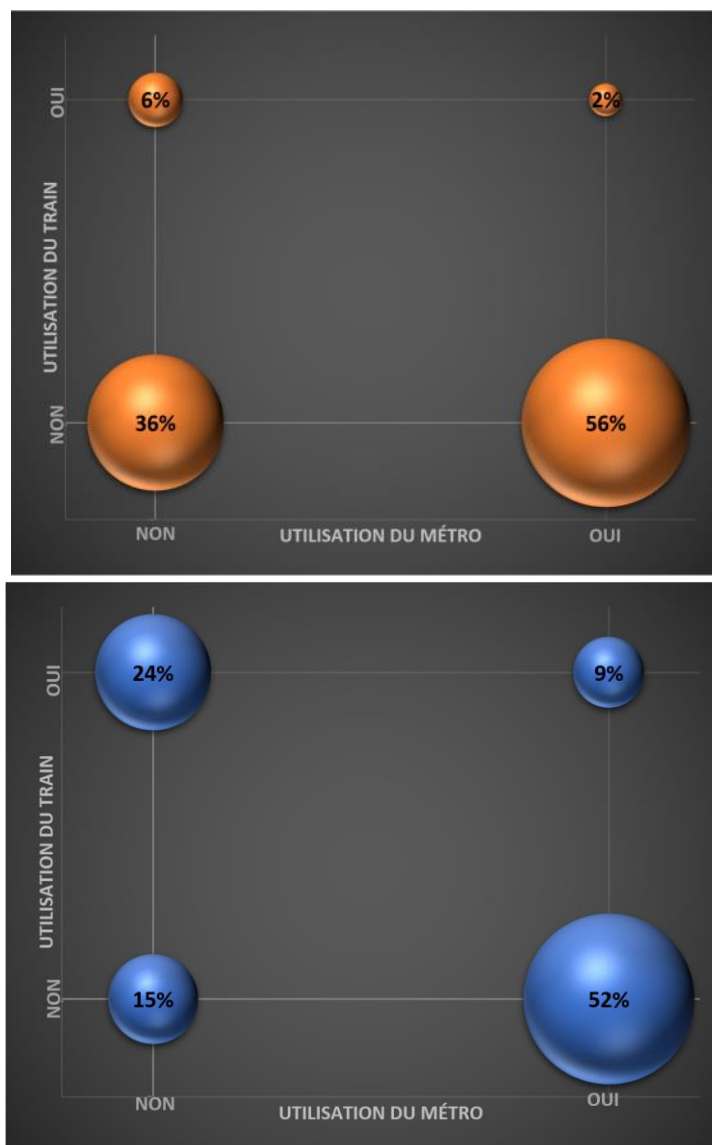 OUI
6%
2%
UTILISATION DU TRAIN
NON
36%
56%
NON
UTILISATION DU MÉTRO
OUI
OUI
24%
9%
UTILISATION DU TRAIN
NON
15%
52%
NON
UTILISATION DU MÉTRO
OUI